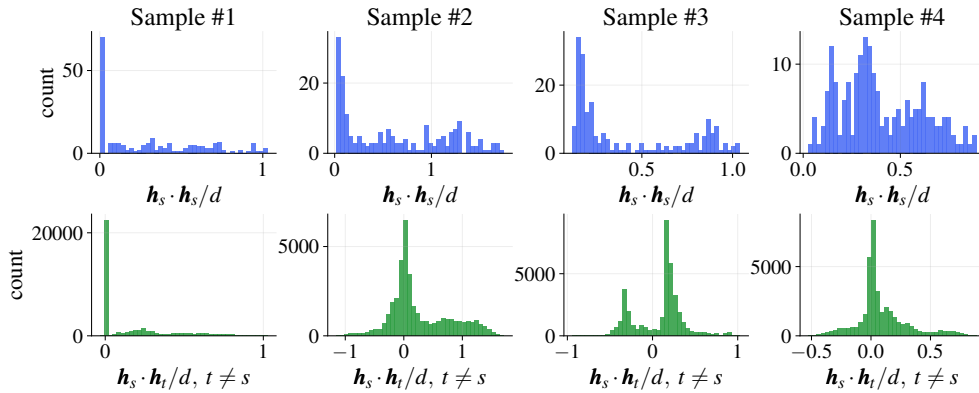 Sample #1 Sample #2 Sample #3 Sample #4
count
50
0
0 1
20
0
0 1
20
0
0.5 1.0
10
0
0.0 0.5
h_s · h_s/d h_s · h_s/d h_s · h_s/d h_s · h_s/d
count
20000
0
0 1
5000
0
−1 0 1
5000
0
−1 0 1
5000
0
−0.5 0.0 0.5
h_s · h_t/d, t ≠ s h_s · h_t/d, t ≠ s h_s · h_t/d, t ≠ s h_s · h_t/d, t ≠ s